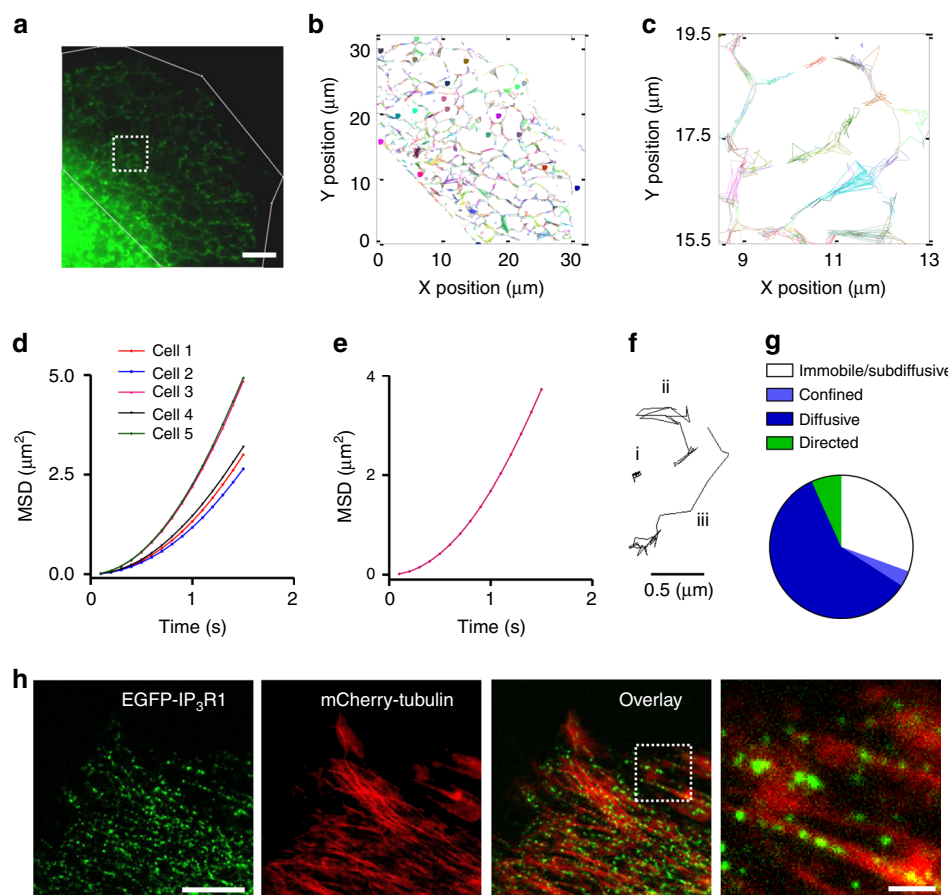 a
b
30
20
10
0
Y position (μm)
0
10
20
30
X position (μm)
c
19.5
17.5
15.5
Y position (μm)
9
11
13
X position (μm)
d
Cell 1
Cell 2
Cell 3
Cell 4
Cell 5
5.0
2.5
0.0
MSD (μm²)
0
1
2
Time (s)
e
4
2
0
MSD (μm²)
0
1
2
Time (s)
f
ii
i
iii
0.5 (μm)
g
Immobile/subdiffusive
Confined
Diffusive
Directed
h
EGFP-IP₃R1
mCherry-tubulin
Overlay